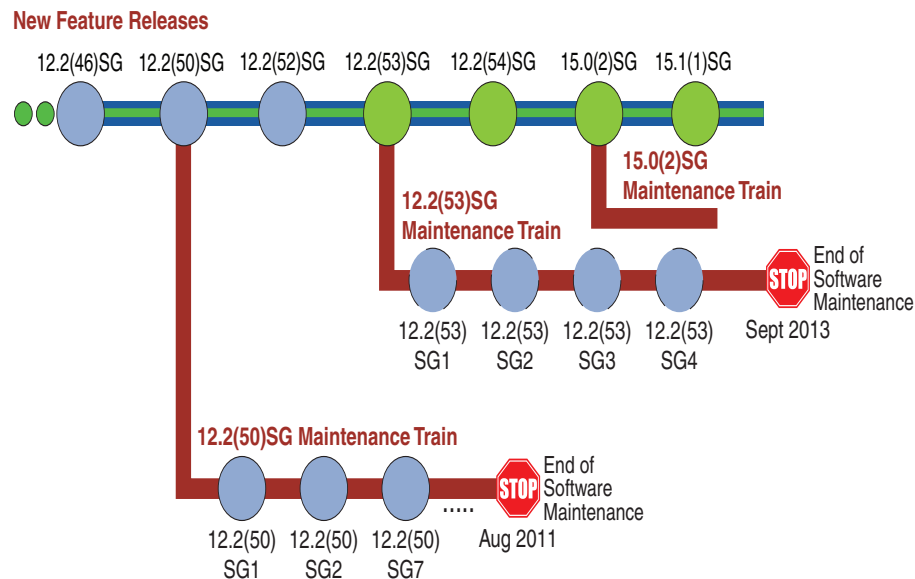 New Feature Releases
12.2(46)SG 12.2(50)SG 12.2(52)SG 12.2(53)SG 12.2(54)SG 15.0(2)SG 15.1(1)SG
15.0(2)SG
Maintenance Train
12.2(53)SG
Maintenance Train
STOP
End of
Software
Maintenance
Sept 2013
12.2(53) 12.2(53) 12.2(53) 12.2(53)
SG1 SG2 SG3 SG4
12.2(50)SG Maintenance Train
STOP
End of
Software
Maintenance
.....
Aug 2011
12.2(50) 12.2(50) 12.2(50)
SG1 SG2 SG7